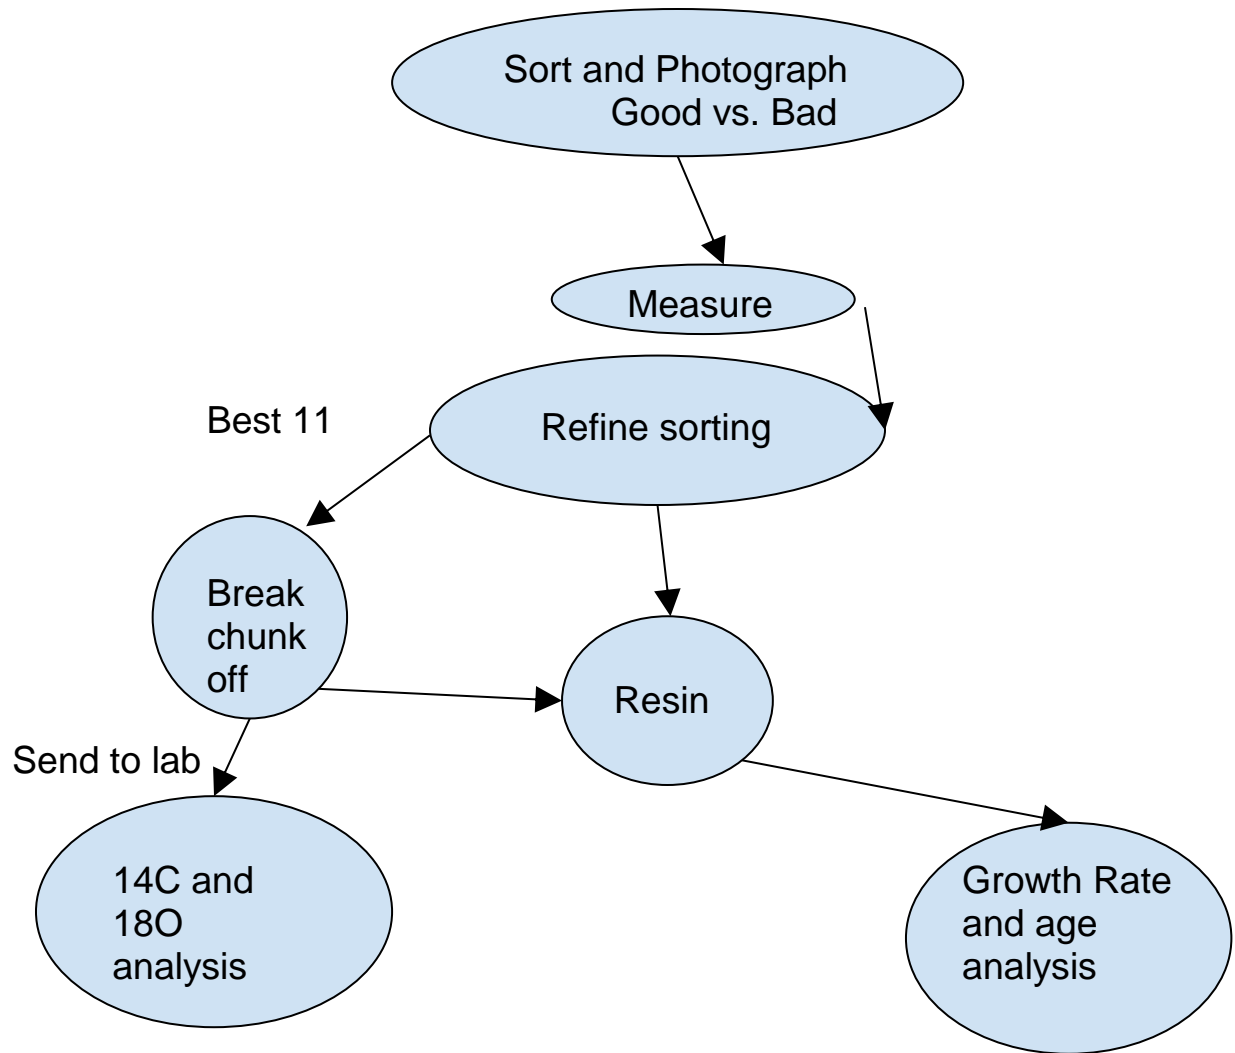 Sort and Photograph
Good vs. Bad
Measure
Best 11
Refine sorting
Break
chunk
off
Resin
Send to lab
14C and
18O
analysis
Growth Rate
and age
analysis